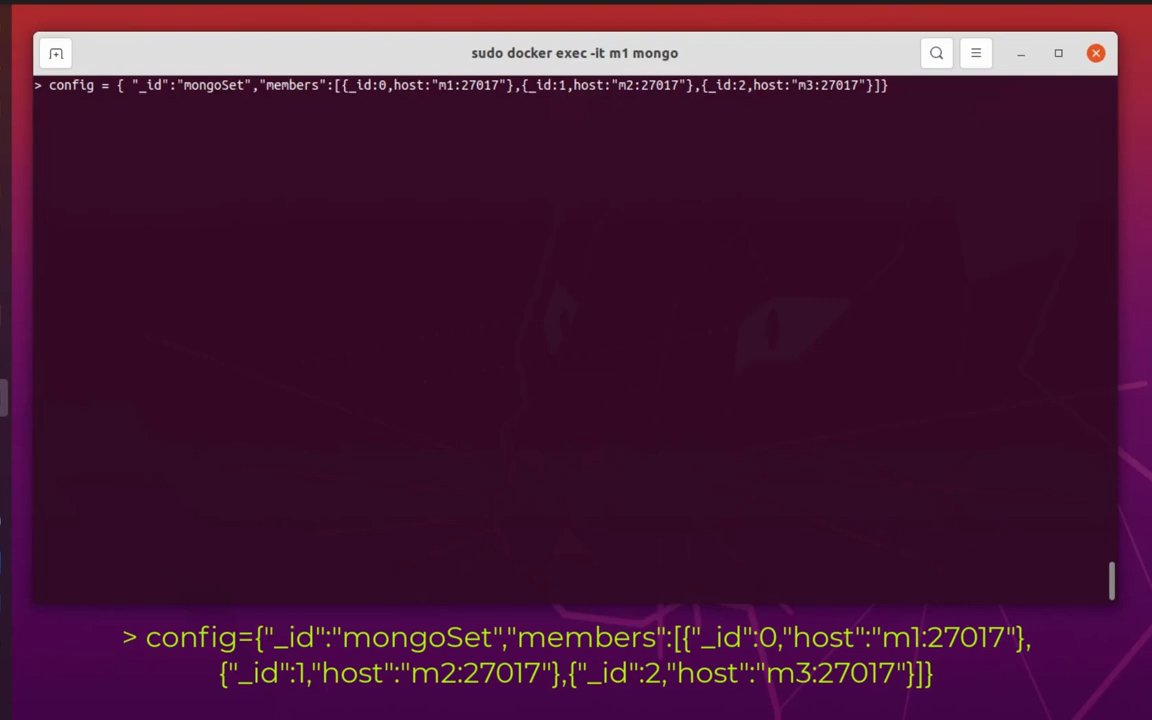 sudo docker exec -it m1 mongo
> config = { "_id":"mongoSet","members":[{_id:0,host:"m1:27017"},{_id:1,host:"m2:27017"},{_id:2,host:"m3:27017"}]}
> config={"_id":"mongoSet","members":[{"_id":0,"host":"m1:27017"},
{"_id":1,"host":"m2:27017"},{"_id":2,"host":"m3:27017"}]}